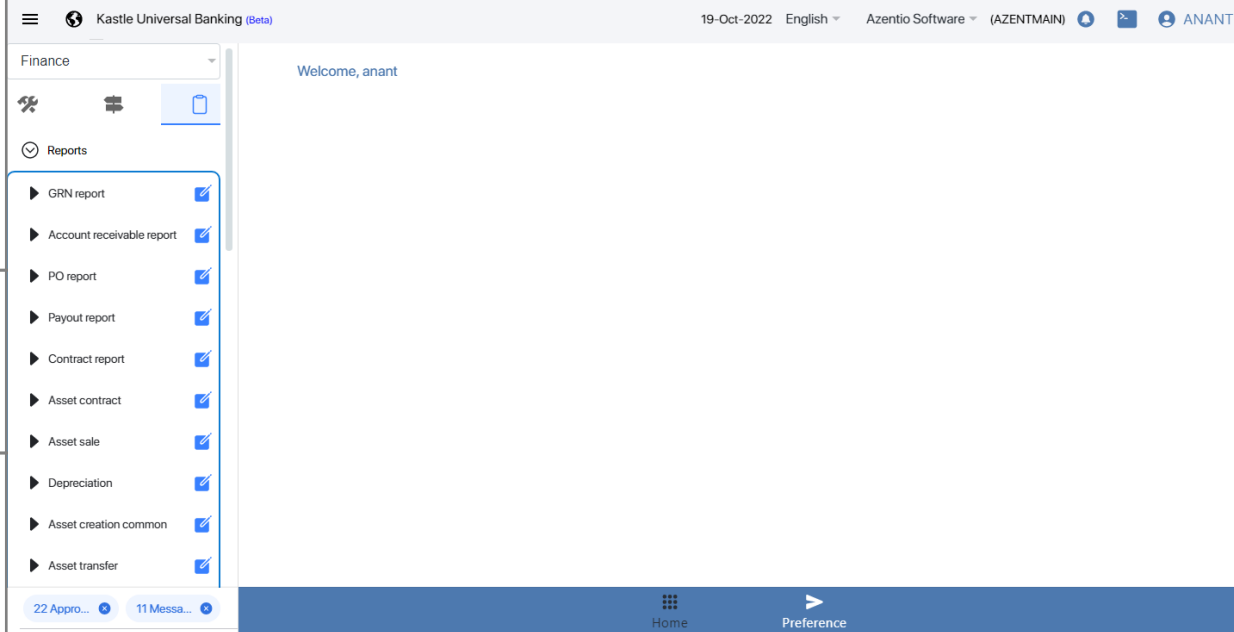 Kastle Universal Banking (Beta)
19-Oct-2022 English Azentio Software (AZENTMAIN) ANANT
Finance
Welcome, anant
Reports
GRN report
Account receivable report
PO report
Payout report
Contract report
Asset contract
Asset sale
Depreciation
Asset creation common
Asset transfer
22 Appro... 11 Messa...
Home Preference